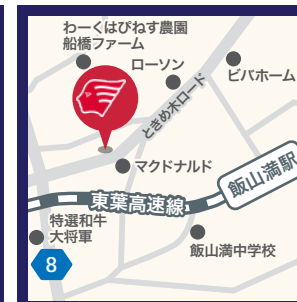 わーくはぴねす農園
船橋ファーム
ローソン
ビバホーム
ときめ木ロード
マクドナルド
飯山満駅
東葉高速線
特選和牛
大将軍
飯山満中学校
8